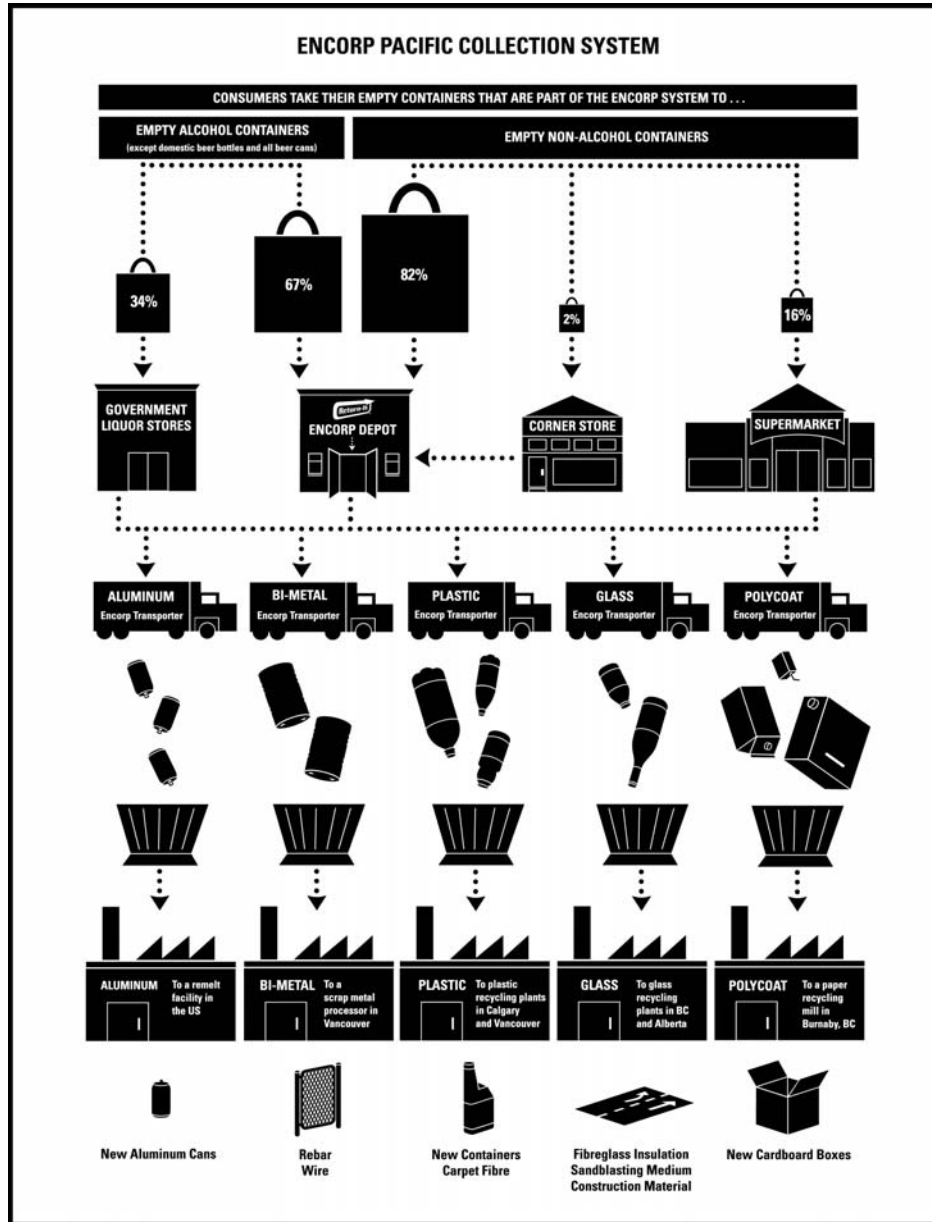 ENCORP PACIFIC COLLECTION SYSTEM
CONSUMERS TAKE THEIR EMPTY CONTAINERS THAT ARE PART OF THE ENCORP SYSTEM TO . . .
EMPTY ALCOHOL CONTAINERS
(except domestic beer bottles and all beer cans)
EMPTY NON-ALCOHOL CONTAINERS
34%
67%
82%
2%
16%
GOVERNMENT
LIQUOR STORES
Return-It
ENCORP DEPOT
CORNER STORE
SUPERMARKET
ALUMINUM
Encorp Transporter
BI-METAL
Encorp Transporter
PLASTIC
Encorp Transporter
GLASS
Encorp Transporter
POLYCOAT
Encorp Transporter
ALUMINUM
To a remelt
facility in
the US
BI-METAL
To a
scrap metal
processor in
Vancouver
PLASTIC
To plastic
recycling plants
in Calgary
and Vancouver
GLASS
To glass
recycling
plants in BC
and Alberta
POLYCOAT
To a paper
recycling
mill in
Burnaby, BC
New Aluminum Cans
Rebar
Wire
New Containers
Carpet Fibre
Fibreglass Insulation
Sandblasting Medium
Construction Material
New Cardboard Boxes